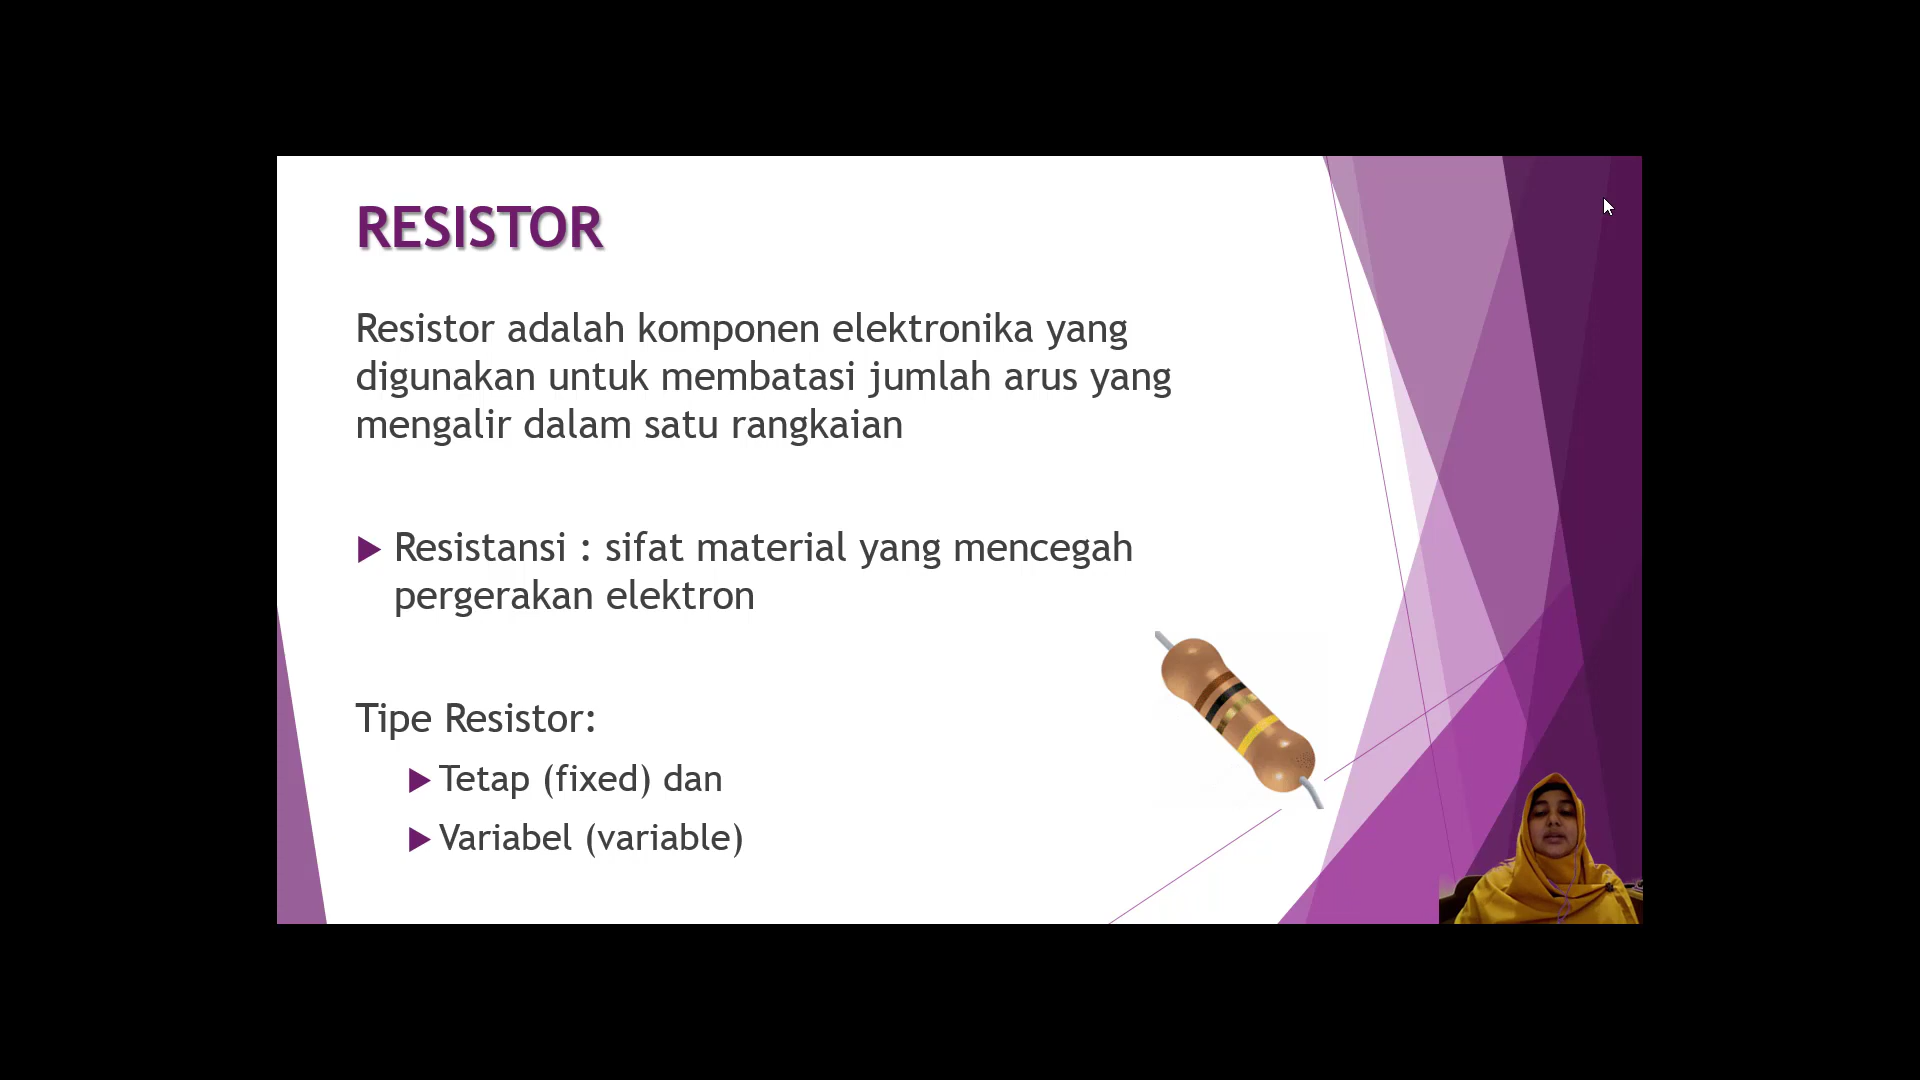 RESISTOR
Resistor adalah komponen elektronika yang
digunakan untuk membatasi jumlah arus yang
mengalir dalam satu rangkaian
Resistansi : sifat material yang mencegah
pergerakan elektron
Tipe Resistor:
Tetap (fixed) dan
Variabel (variable)